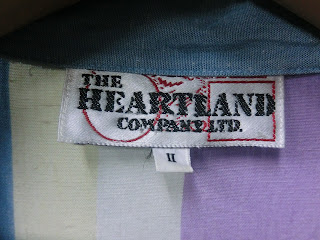 THE
HEARTLAND
COMPANY.LTD.
II